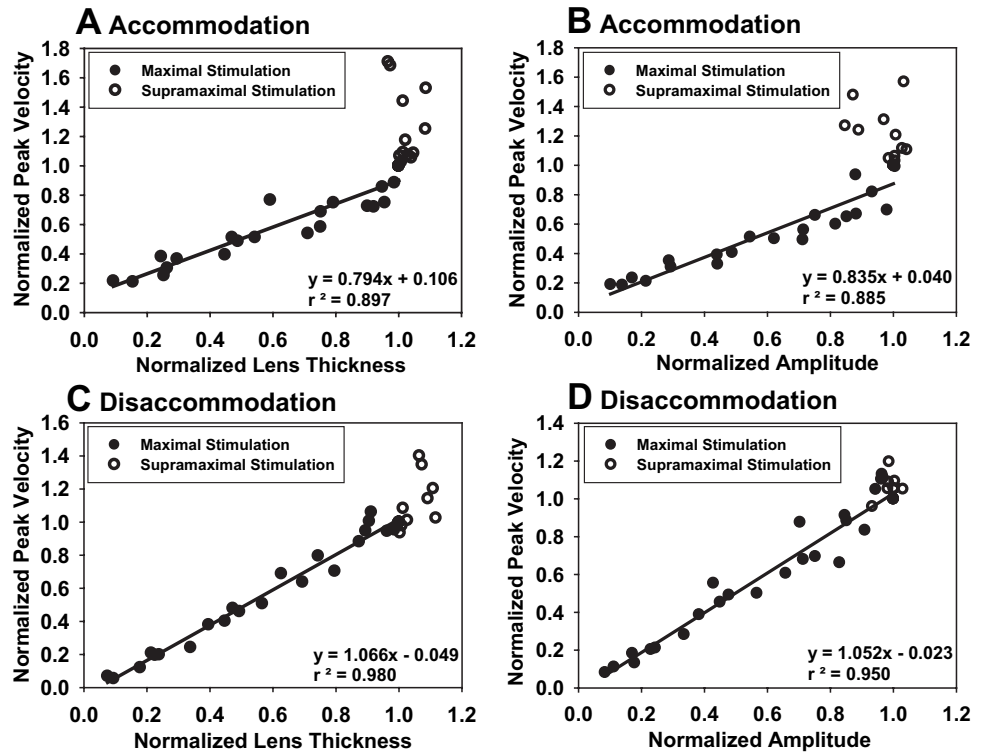 A Accommodation
Normalized Peak Velocity
1.8
1.6
1.4
1.2
1.0
0.8
0.6
0.4
0.2
0.0
Maximal Stimulation
Supramaximal Stimulation
y = 0.794x + 0.106
r ² = 0.897
0.0 0.2 0.4 0.6 0.8 1.0 1.2
Normalized Lens Thickness
B Accommodation
Normalized Peak Velocity
1.8
1.6
1.4
1.2
1.0
0.8
0.6
0.4
0.2
0.0
Maximal Stimulation
Supramaximal Stimulation
y = 0.835x + 0.040
r ² = 0.885
0.0 0.2 0.4 0.6 0.8 1.0 1.2
Normalized Amplitude
C Disaccommodation
Normalized Peak Velocity
1.6
1.4
1.2
1.0
0.8
0.6
0.4
0.2
0.0
Maximal Stimulation
Supramaximal Stimulation
y = 1.066x - 0.049
r ² = 0.980
0.0 0.2 0.4 0.6 0.8 1.0 1.2
Normalized Lens Thickness
D Disaccommodation
Normalized Peak Velocity
1.4
1.2
1.0
0.8
0.6
0.4
0.2
0.0
Maximal Stimulation
Supramaximal Stimulation
y = 1.052x - 0.023
r ² = 0.950
0.0 0.2 0.4 0.6 0.8 1.0 1.2
Normalized Amplitude